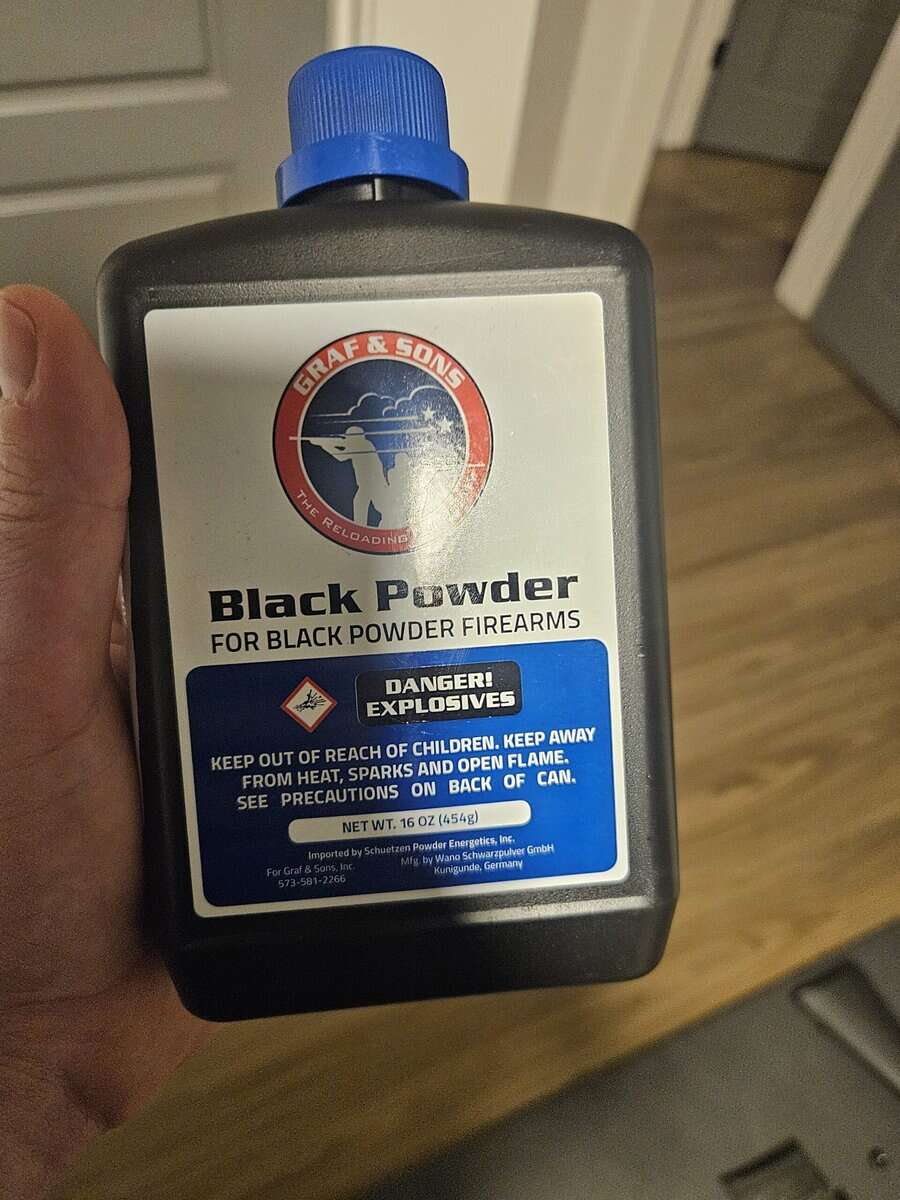 GRAF & SONS
THE RELOADING
Black Powder
FOR BLACK POWDER FIREARMS
DANGER!
EXPLOSIVES
KEEP OUT OF REACH OF CHILDREN. KEEP AWAY
FROM HEAT, SPARKS AND OPEN FLAME.
SEE PRECAUTIONS ON BACK OF CAN.
NET WT. 16 OZ (454g)
Imported by Schuetzen Powder Energetics, Inc.
For Graf & Sons, Inc.
573-581-2266
Mfg. by Wano Schwarzpulver GmbH
Kunigunde, Germany